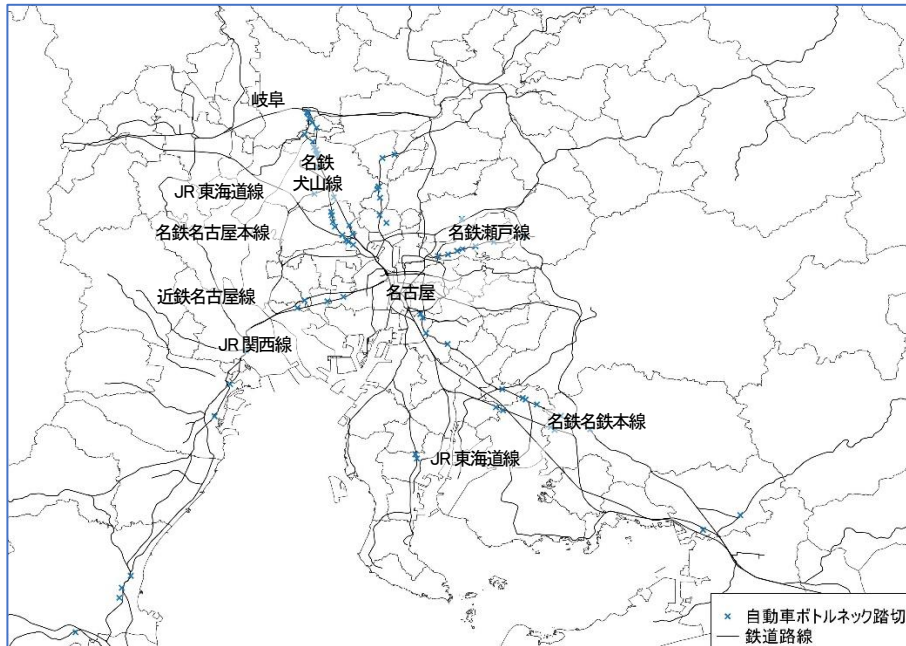 岐阜
名鉄
犬山線
JR 東海道線
名鉄名古屋本線
名鉄瀬戸線
近鉄名古屋線
名古屋
JR 関西線
名鉄名鉄本線
JR 東海道線
× 自動車ボトルネック踏切
— 鉄道路線